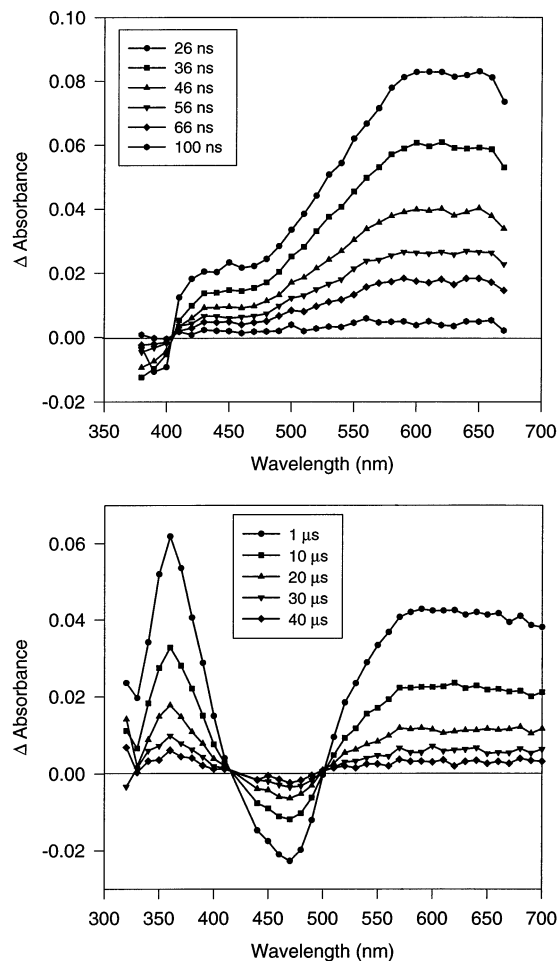 0.10
0.08
0.06
0.04
0.02
0.00
-0.02
Δ Absorbance
26 ns
36 ns
46 ns
56 ns
66 ns
100 ns
350 400 450 500 550 600 650 700
Wavelength (nm)
0.06
0.04
0.02
0.00
-0.02
Δ Absorbance
1 μs
10 μs
20 μs
30 μs
40 μs
300 350 400 450 500 550 600 650 700
Wavelength (nm)